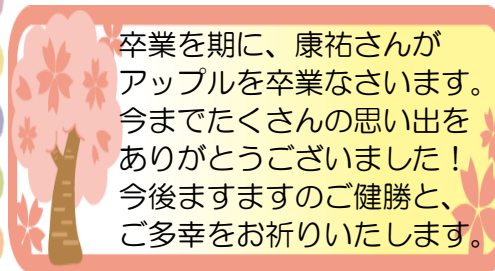 卒業を期に、康祐さんが
アップルを卒業なさいます。
今までたくさんの思い出を
ありがとうございました！
今後ますますのご健勝と、
ご多幸をお祈りいたします。